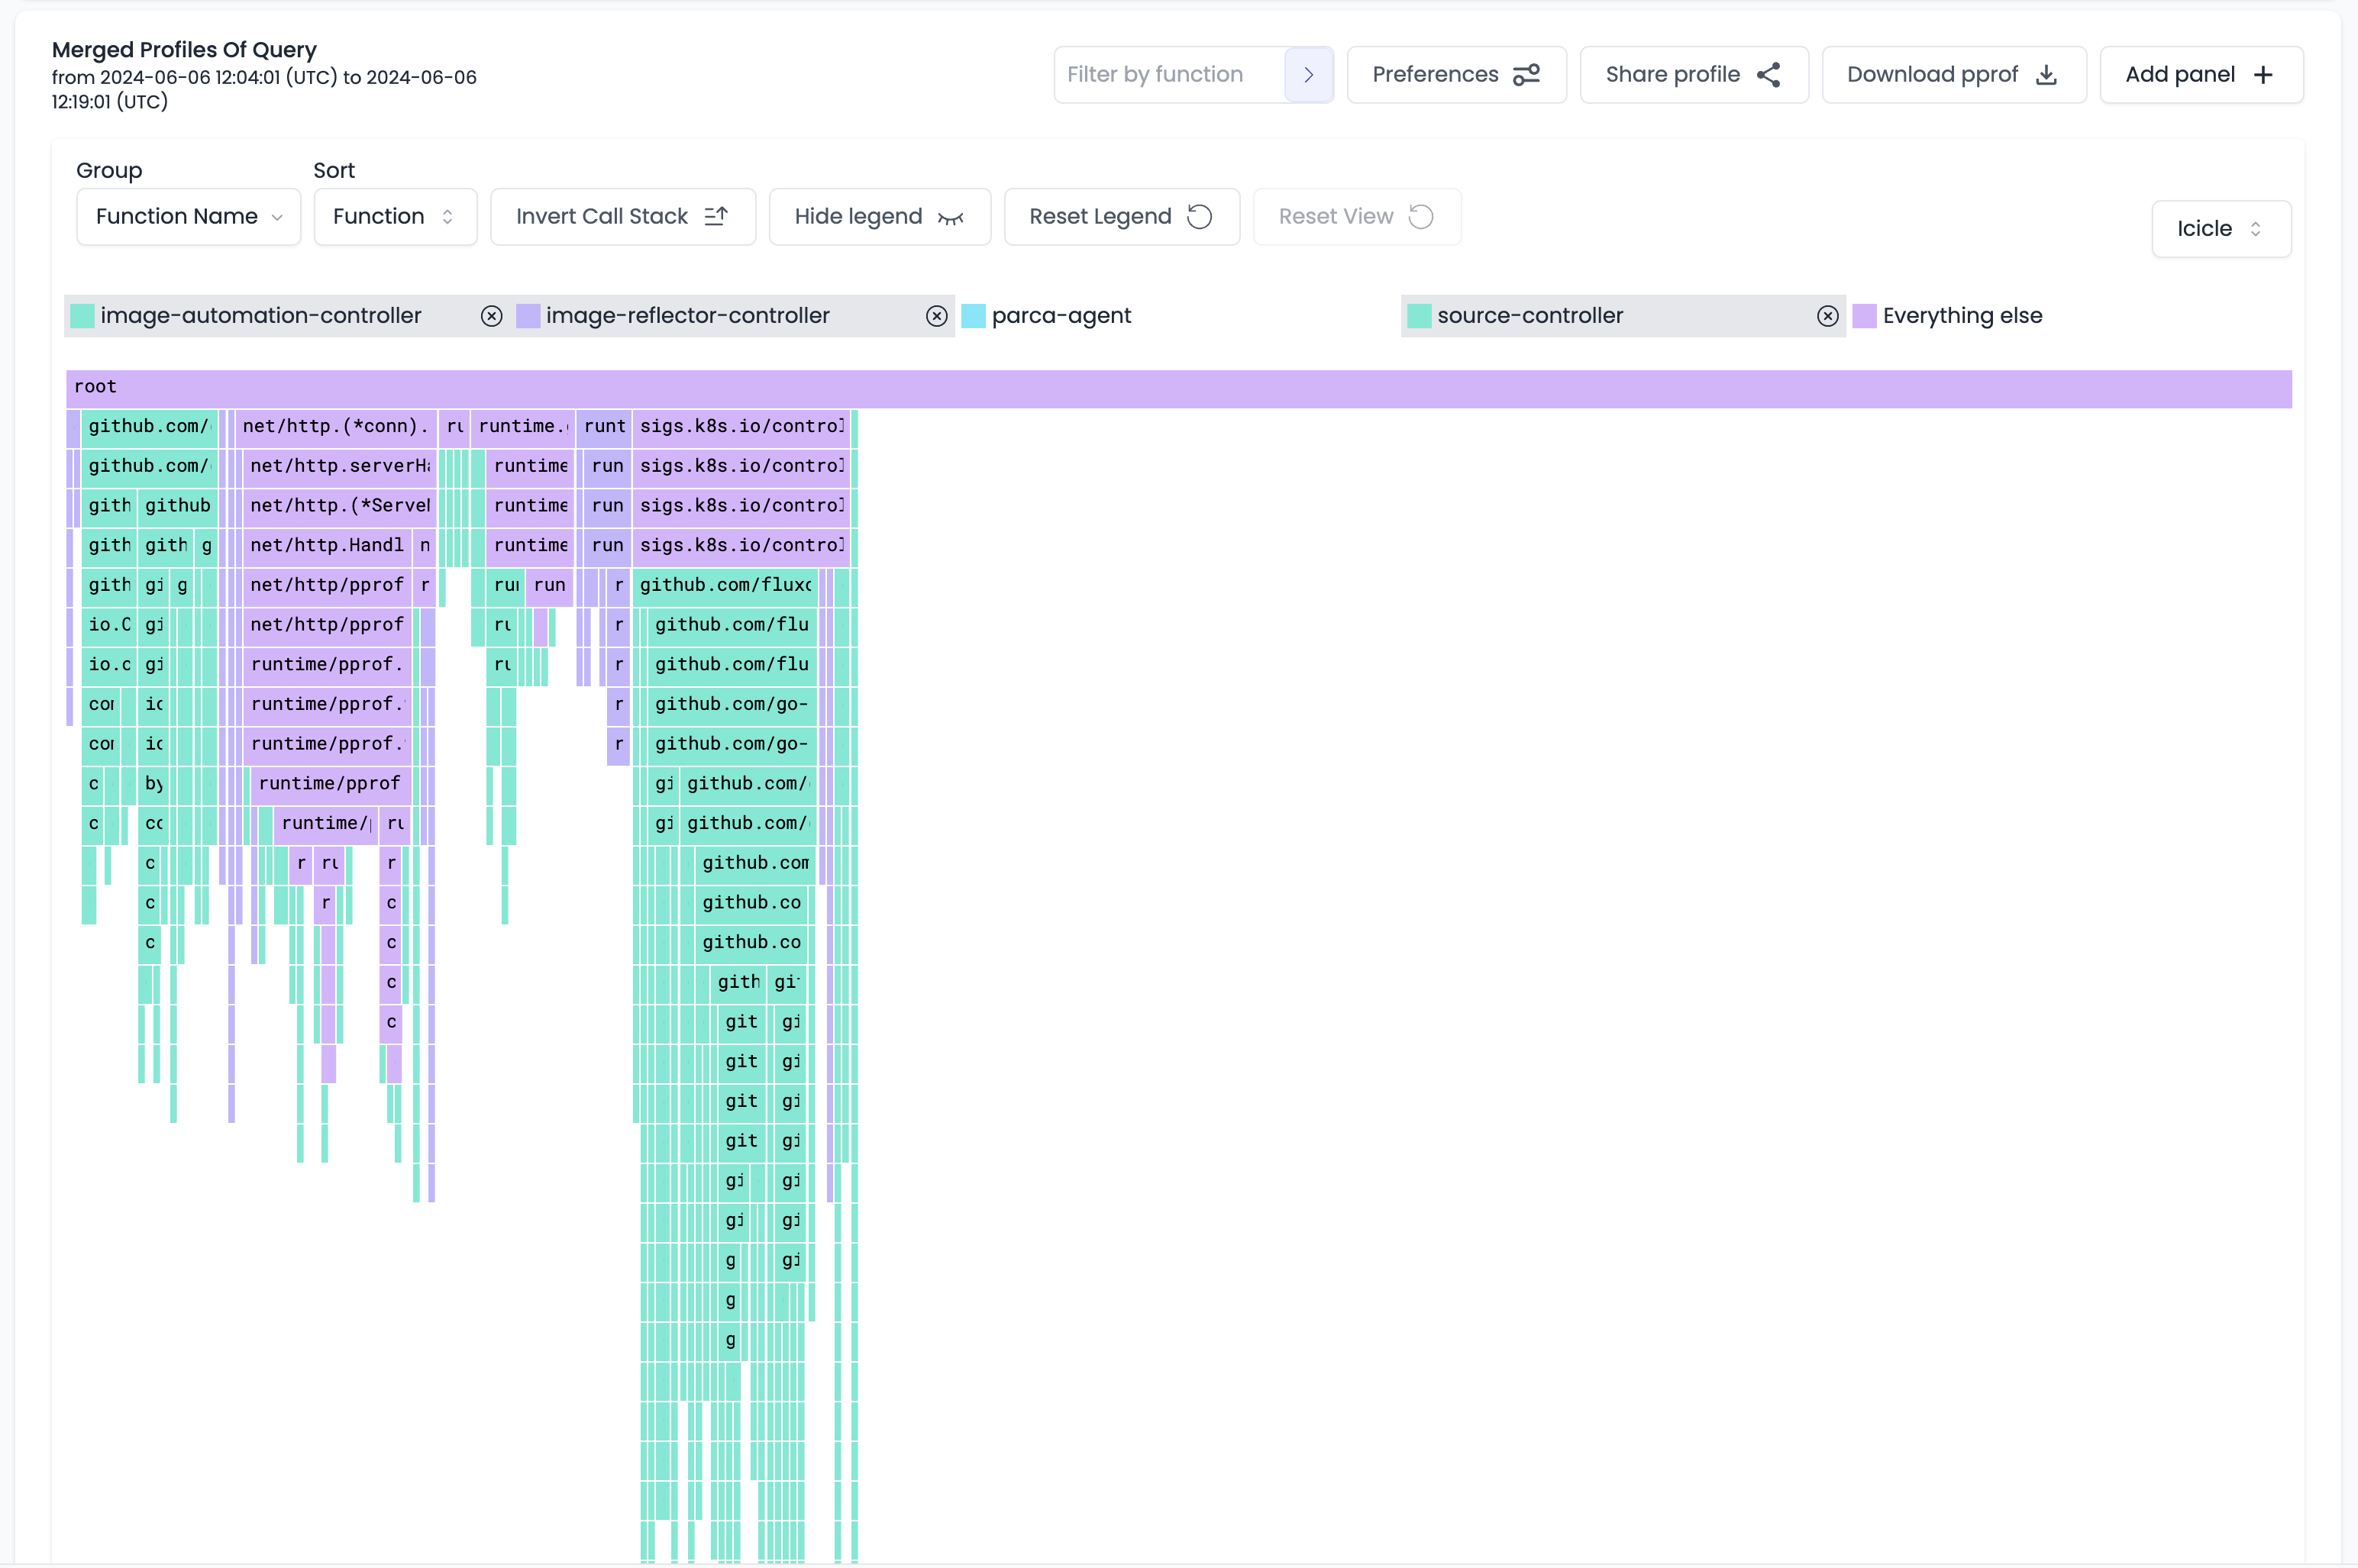 Merged Profiles Of Query
from 2024-06-06 12:04:01 (UTC) to 2024-06-06
12:19:01 (UTC)
Filter by function
Preferences
Share profile
Download pprof
Add panel
Group
Sort
Function Name
Function
Invert Call Stack
Hide legend
Reset Legend
Reset View
Icicle
image-automation-controller
image-reflector-controller
parca-agent
source-controller
Everything else
root
github.com/ net/http.(*conn). ru runtime. runt sigs.k8s.io/control
github.com/ net/http.serverHa runtime run sigs.k8s.io/control
gith github net/http.(*Serve runtime run sigs.k8s.io/control
gith gith g net/http.Handl n runtime run sigs.k8s.io/control
gith gi g net/http/pprof r run run r github.com/fluxc
io.C gi net/http/pprof ru r github.com/flu
io.c gi runtime/pprof. ru r github.com/flu
cor ic runtime/pprof. r github.com/go-
cor ic runtime/pprof. r github.com/go-
c by runtime/pprof gi github.com/
c cc runtime/ ru gi github.com/
c r ru r github.com
c r c github.co
c c github.co
c gith git
c git gi
git gi
git gi
git gi
gi gi
gi gi
g gi
g
g